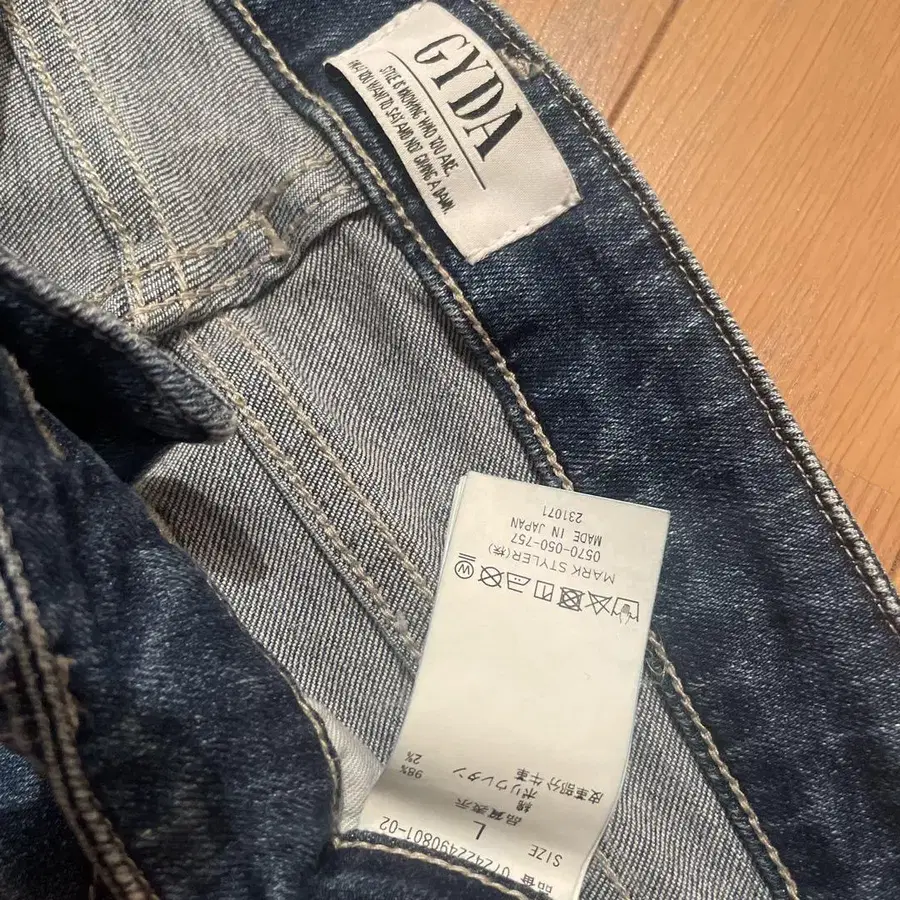 GYDA
STYLE IS KNOWING WHO YOU ARE,
WHAT YOU WANT TO SAY AND NOT GIVING A DAMN.
品番 072422490801-02
SIZE L
品質表示
綿 98%
ポリウレタン 2%
皮革部分牛革
MARK STYLER(株)
0570-050-757
MADE IN JAPAN
231071